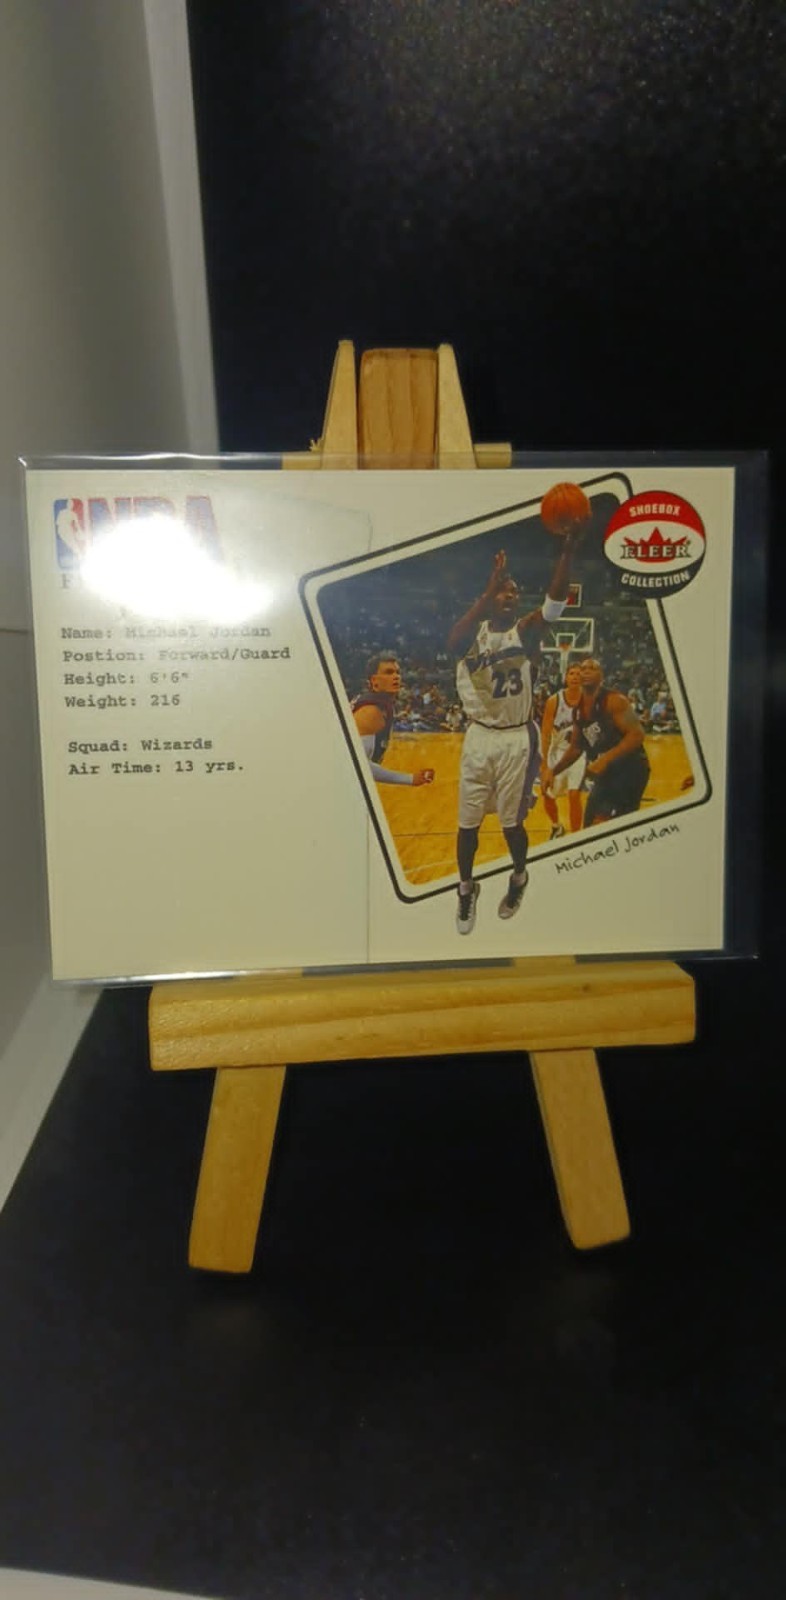 NBA
Name: Michael Jordan
Postion: Forward/Guard
Height: 6'6"
Weight: 216
Squad: Wizards
Air Time: 13 yrs.
SHOEBOX
FLEER
COLLECTION
23
Michael Jordan